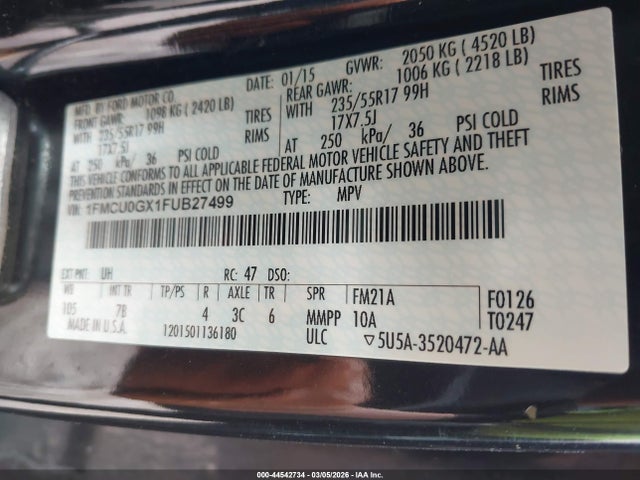 MFD. BY FORD MOTOR CO.
DATE: 01/15 GVWR: 2050 KG ( 4520 LB)
FRONT GAWR: 1098 KG ( 2420 LB) REAR GAWR: 1006 KG ( 2218 LB)
WITH 235/55R17 99H TIRES WITH 235/55R17 99H TIRES
17X7.5J RIMS 17X7.5J RIMS
AT 250 kPa/ 36 PSI COLD AT 250 kPa/ 36 PSI COLD
THIS VEHICLE CONFORMS TO ALL APPLICABLE FEDERAL MOTOR VEHICLE SAFETY AND THEFT
PREVENTION STANDARDS IN EFFECT ON THE DATE OF MANUFACTURE SHOWN ABOVE.
VIN: 1FMCU0GX1FUB27499 TYPE: MPV
EXT PNT: UH RC: 47 DSO:
WB INT TR TP/PS R AXLE TR SPR FM21A F0126
105 7B 4 3C 6 MMPP 10A T0247
MADE IN U.S.A. 1201501136180 ULC ▽5U5A-3520472-AA
000-44542734 | 03/05/2026 | IAA Inc.